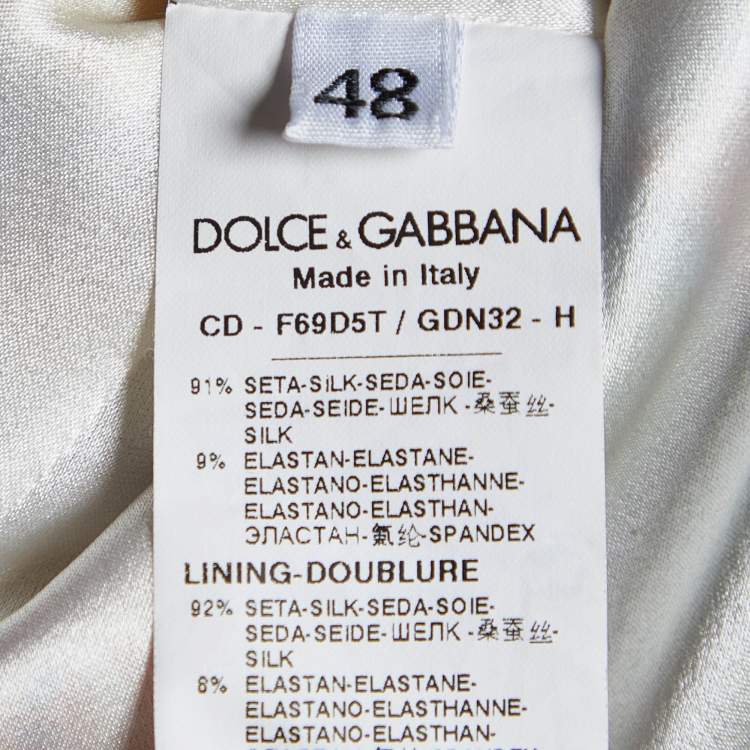 48
DOLCE & GABBANA
Made in Italy
CD - F69D5T / GDN32 - H
91% SETA-SILK-SEDA-SOIE-
SEDA-SEIDE-ШЕЛК -桑蚕丝-
SILK
9% ELASTAN-ELASTANE-
ELASTANO-ELASTHANNE-
ELASTANO-ELASTHAN-
ЭЛАСТАН-氨纶-SPANDEX
LINING-DOUBLURE
92% SETA-SILK-SEDA-SOIE-
SEDA-SEIDE-ШЕЛК -桑蚕丝-
SILK
8% ELASTAN-ELASTANE-
ELASTANO-ELASTHANNE-
ELASTANO-ELASTHAN-